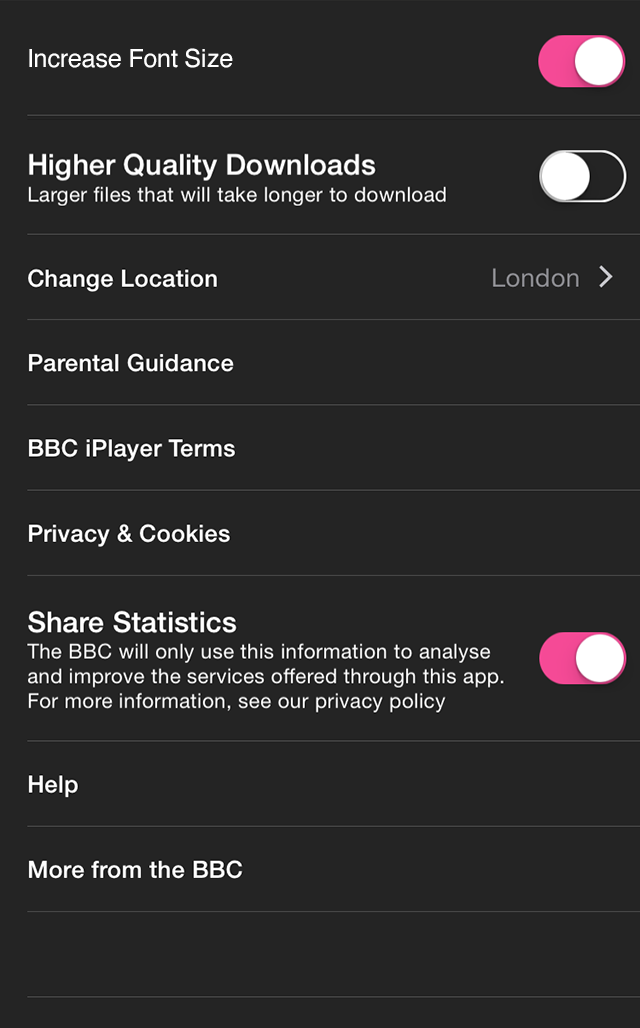 Increase Font Size
Higher Quality Downloads
Larger files that will take longer to download
Change Location London
Parental Guidance
BBC iPlayer Terms
Privacy & Cookies
Share Statistics
The BBC will only use this information to analyse
and improve the services offered through this app.
For more information, see our privacy policy
Help
More from the BBC